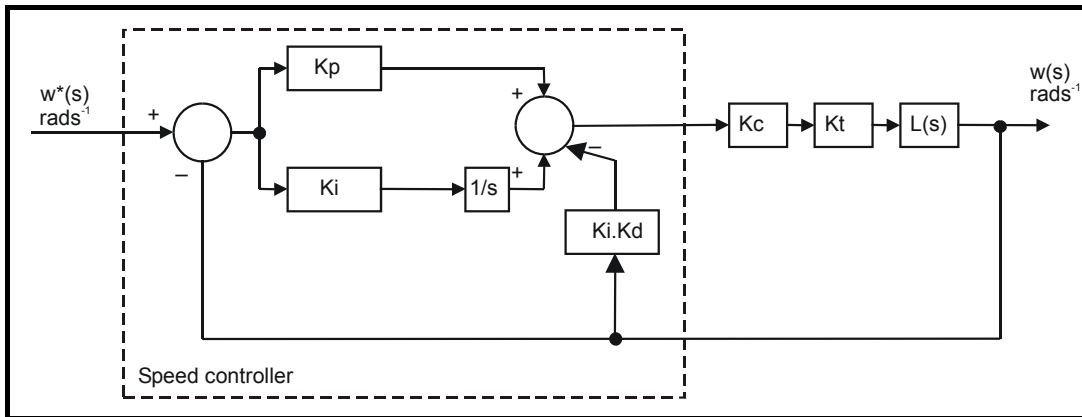 Kp
w*(s)
rads⁻¹
+
+
w(s)
rads⁻¹
Kc
Kt
L(s)
–
–
Ki
1/s
+
Ki.Kd
Speed controller